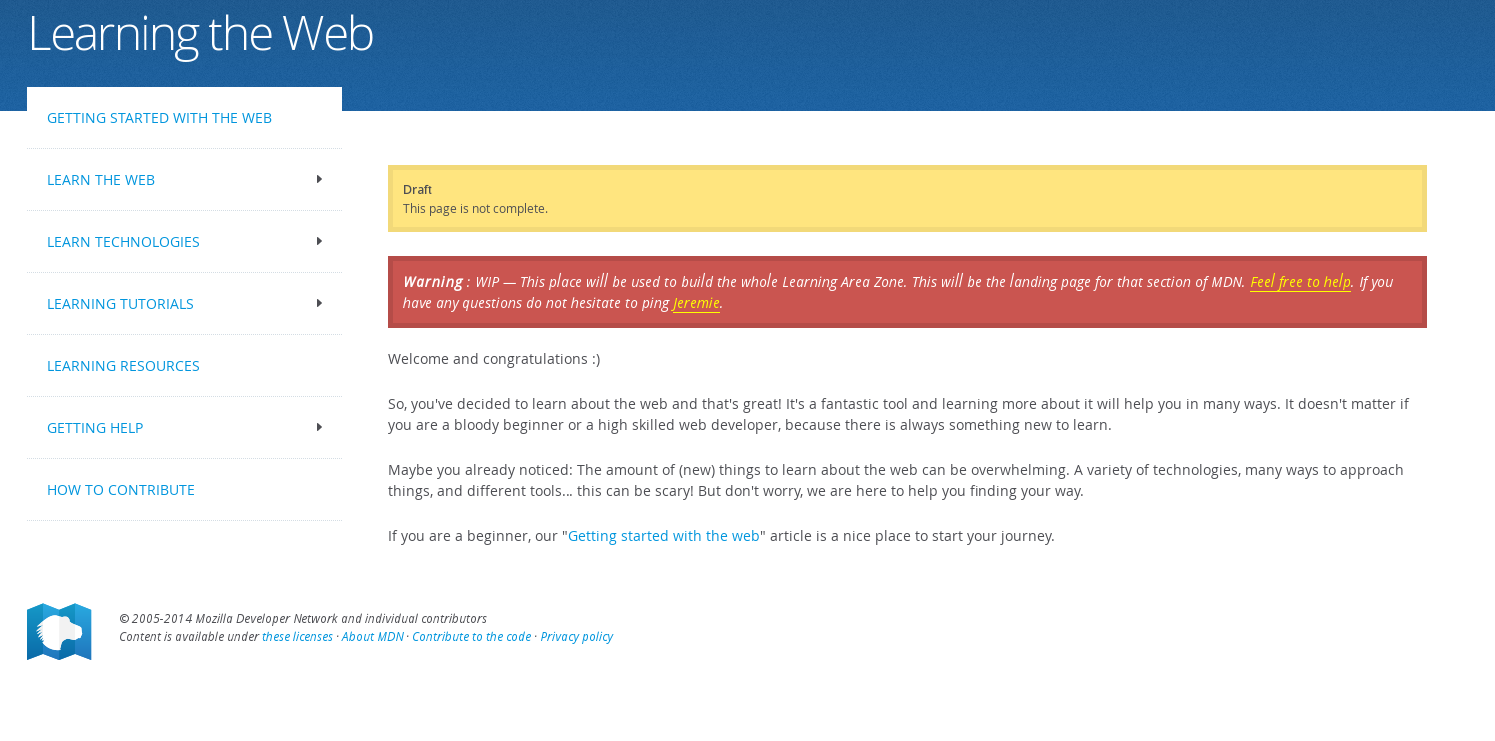 Learning the Web
GETTING STARTED WITH THE WEB
LEARN THE WEB
LEARN TECHNOLOGIES
LEARNING TUTORIALS
LEARNING RESOURCES
GETTING HELP
HOW TO CONTRIBUTE
Draft
This page is not complete.
Warning : WIP — This place will be used to build the whole Learning Area Zone. This will be the landing page for that section of MDN. Feel free to help. If you
have any questions do not hesitate to ping Jeremie.
Welcome and congratulations :)
So, you've decided to learn about the web and that's great! It's a fantastic tool and learning more about it will help you in many ways. It doesn't matter if
you are a bloody beginner or a high skilled web developer, because there is always something new to learn.
Maybe you already noticed: The amount of (new) things to learn about the web can be overwhelming. A variety of technologies, many ways to approach
things, and different tools... this can be scary! But don't worry, we are here to help you finding your way.
If you are a beginner, our "Getting started with the web" article is a nice place to start your journey.
© 2005-2014 Mozilla Developer Network and individual contributors
Content is available under these licenses · About MDN · Contribute to the code · Privacy policy